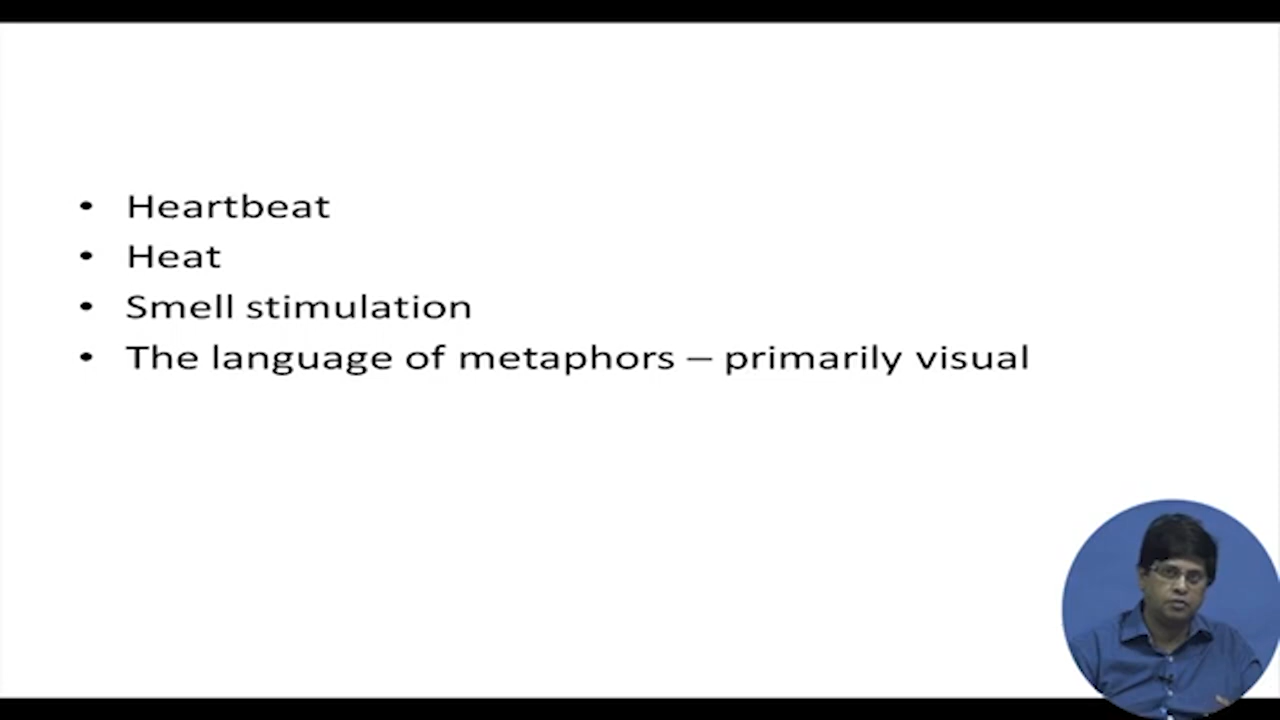 • Heartbeat
• Heat
• Smell stimulation
• The language of metaphors – primarily visual